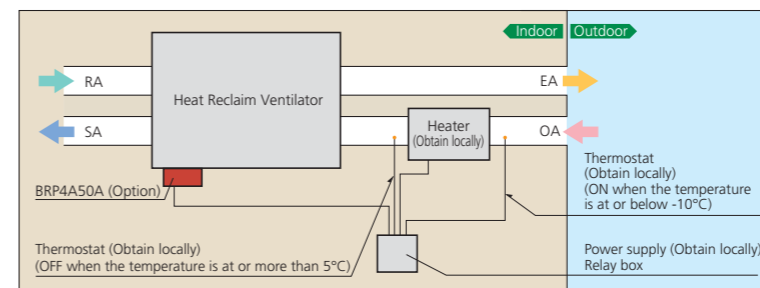 Indoor Outdoor
RA
EA
Heat Reclaim Ventilator
SA
Heater
(Obtain locally)
OA
Thermostat
(Obtain locally)
(ON when the temperature
is at or below -10°C)
BRP4A50A (Option)
Thermostat (Obtain locally)
(OFF when the temperature is at or more than 5°C)
Power supply (Obtain locally)
Relay box